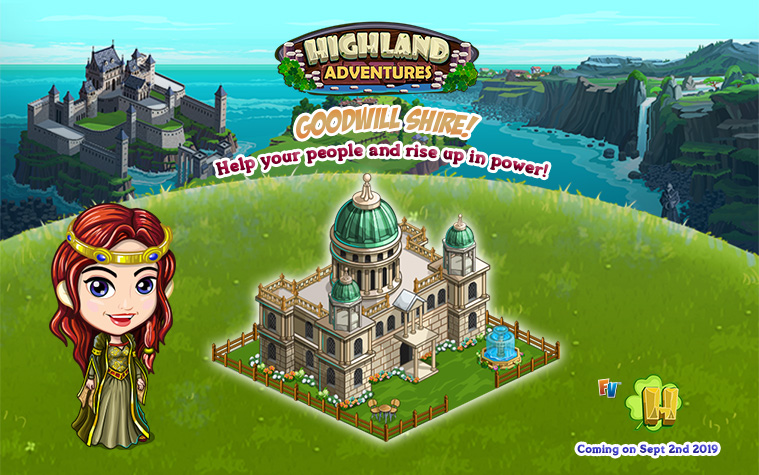 HIGHLAND
ADVENTURES
GOODWILL SHIRE!
Help your people and rise up in power!
FV
H
Coming on Sept 2nd 2019